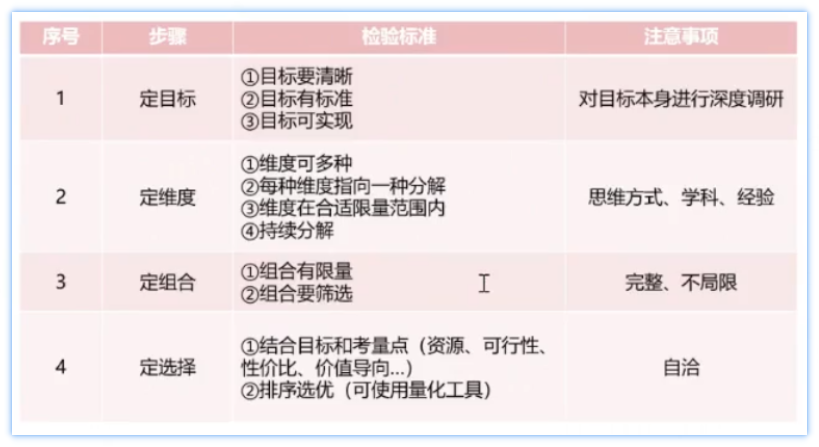 序号 步骤 检验标准 注意事项
1 定目标 ①目标要清晰
②目标有标准
③目标可实现
对目标本身进行深度调研
2 定维度 ①维度可多种
②每种维度指向一种分解
③维度在合适限量范围内
④持续分解
思维方式、学科、经验
3 定组合 ①组合有限量
②组合要筛选
完整、不局限
4 定选择 ①结合目标和考量点（资源、可行性、
性价比、价值导向...）
②排序选优（可使用量化工具）
自洽